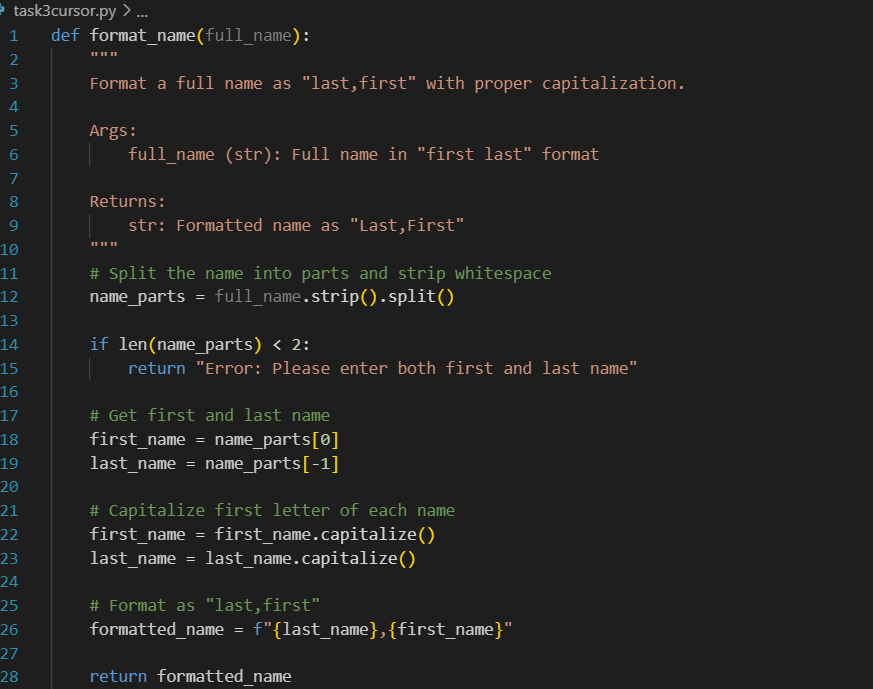 task3cursor.py > ...
1 def format_name(full_name):
2     """
3     Format a full name as "last,first" with proper capitalization.
4
5     Args:
6         full_name (str): Full name in "first last" format
7
8     Returns:
9         str: Formatted name as "Last,First"
10     """
11     # Split the name into parts and strip whitespace
12     name_parts = full_name.strip().split()
13
14     if len(name_parts) < 2:
15         return "Error: Please enter both first and last name"
16
17     # Get first and last name
18     first_name = name_parts[0]
19     last_name = name_parts[-1]
20
21     # Capitalize first letter of each name
22     first_name = first_name.capitalize()
23     last_name = last_name.capitalize()
24
25     # Format as "last,first"
26     formatted_name = f"{last_name},{first_name}"
27
28     return formatted_name